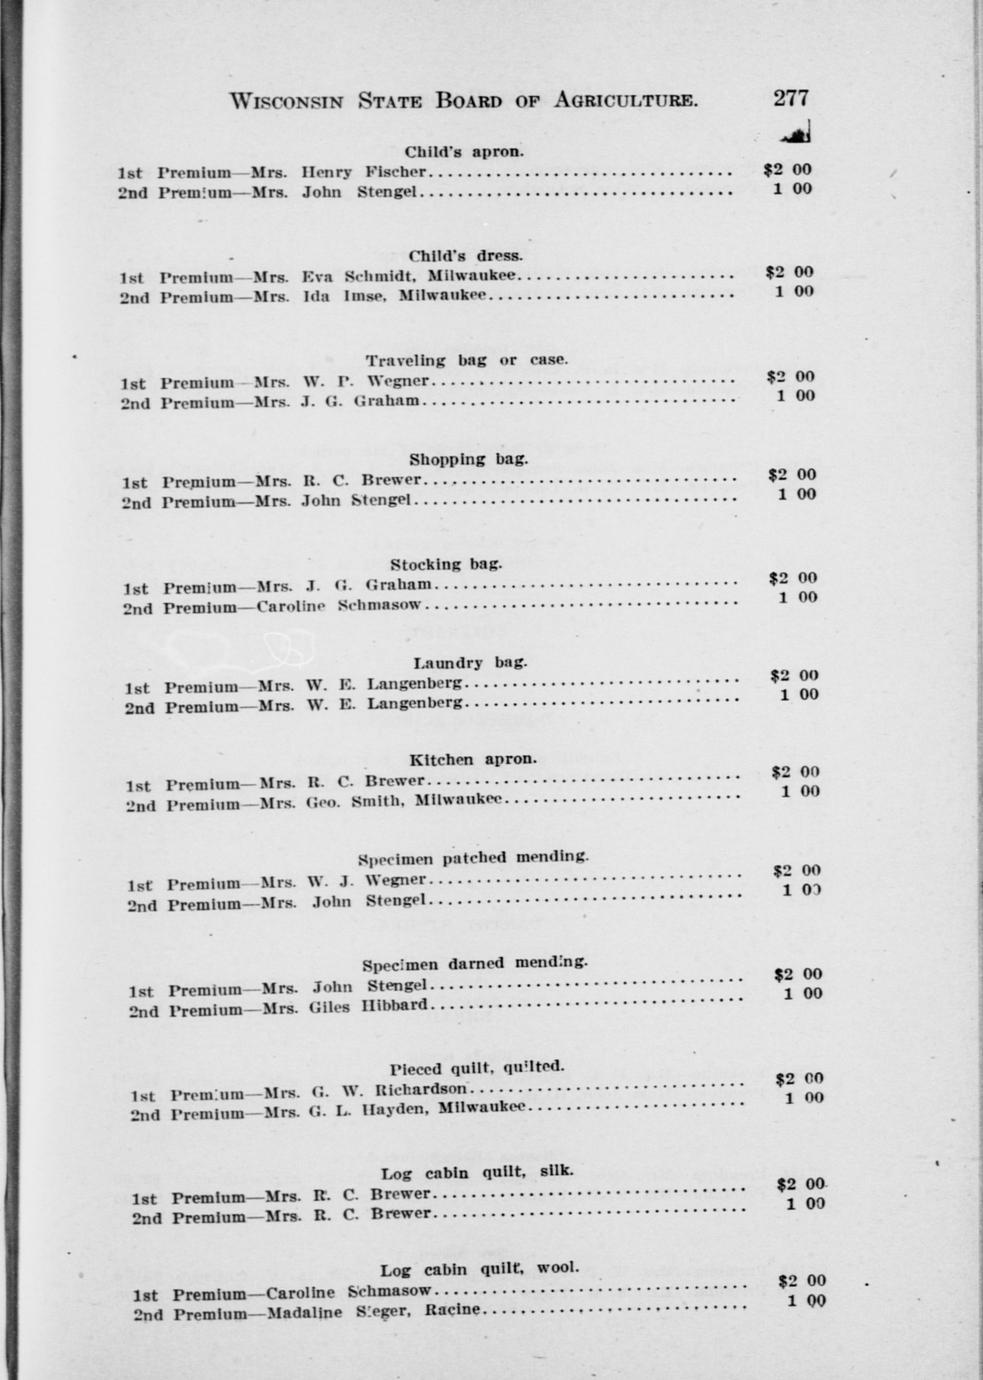 WISCONSIN STATE BOARD OF AGRICULTURE. 277
Child's apron.
1st Premium—Mrs. Henry Fischer.............................. $2 00
2nd Premium—Mrs. John Stengel.............................. 1 00
Child's dress.
1st Premium—Mrs. Eva Schmidt, Milwaukee...................... $2 00
2nd Premium—Mrs. Ida Imse, Milwaukee......................... 1 00
Traveling bag or case.
1st Premium—Mrs. W. P. Wegner.............................. $2 00
2nd Premium—Mrs. J. G. Graham.............................. 1 00
Shopping bag.
1st Premium—Mrs. R. C. Brewer.............................. $2 00
2nd Premium—Mrs. John Stengel.............................. 1 00
Stocking bag.
1st Premium—Mrs. J. G. Graham.............................. $2 00
2nd Premium—Caroline Schmasow.............................. 1 00
Laundry bag.
1st Premium—Mrs. W. E. Langenberg........................... $2 00
2nd Premium—Mrs. W. E. Langenberg........................... 1 00
Kitchen apron.
1st Premium—Mrs. R. C. Brewer.............................. $2 00
2nd Premium—Mrs. Geo. Smith, Milwaukee....................... 1 00
Specimen patched mending.
1st Premium—Mrs. W. J. Wegner.............................. $2 00
2nd Premium—Mrs. John Stengel.............................. 1 00
Specimen darned mending.
1st Premium—Mrs. John Stengel.............................. $2 00
2nd Premium—Mrs. Giles Hibbard.............................. 1 00
Pieced quilt, quilted.
1st Premium—Mrs. G. W. Richardson........................... $2 00
2nd Premium—Mrs. G. L. Hayden, Milwaukee..................... 1 00
Log cabin quilt, silk.
1st Premium—Mrs. R. C. Brewer.............................. $2 00
2nd Premium—Mrs. R. C. Brewer.............................. 1 00
Log cabin quilt, wool.
1st Premium—Caroline Schmasow.............................. $2 00
2nd Premium—Madaline Sieger, Racine.......................... 1 00